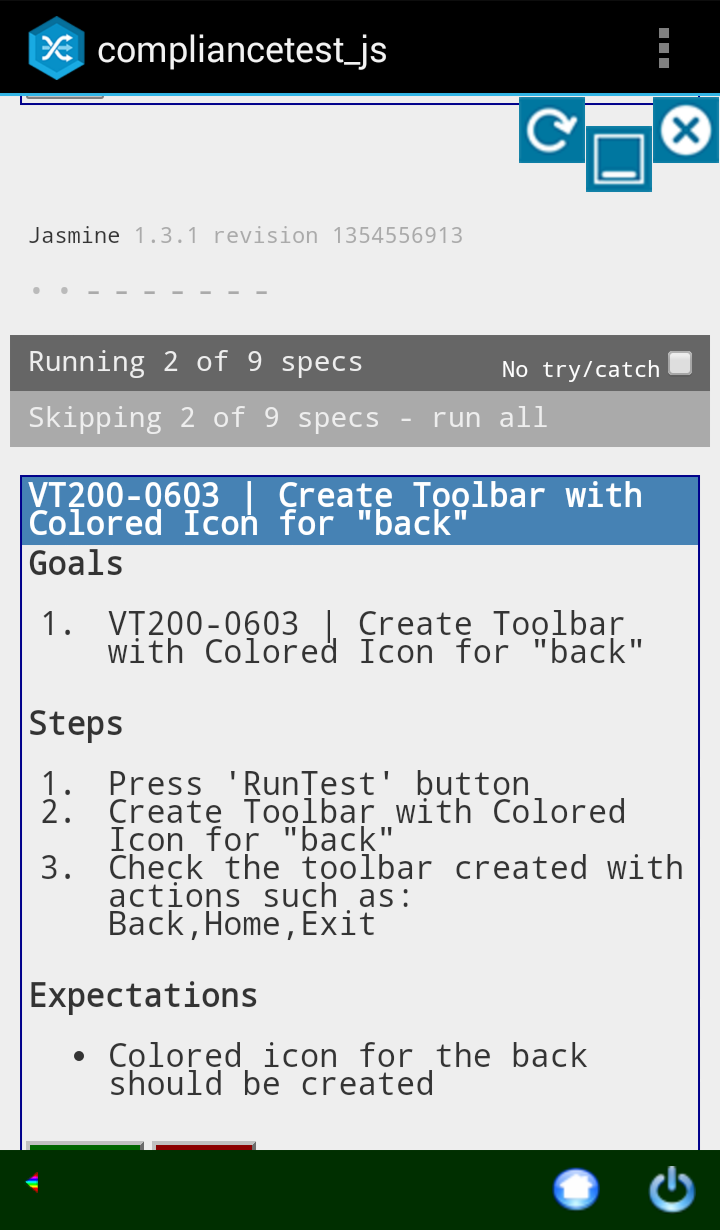 compliancetest_js
Jasmine 1.3.1 revision 1354556913
Running 2 of 9 specs
No try/catch
Skipping 2 of 9 specs - run all
VT200-0603 | Create Toolbar with
Colored Icon for "back"
Goals
1. VT200-0603 | Create Toolbar
with Colored Icon for "back"
Steps
1. Press 'RunTest' button
2. Create Toolbar with Colored
Icon for "back"
3. Check the toolbar created with
actions such as:
Back,Home,Exit
Expectations
• Colored icon for the back
should be created